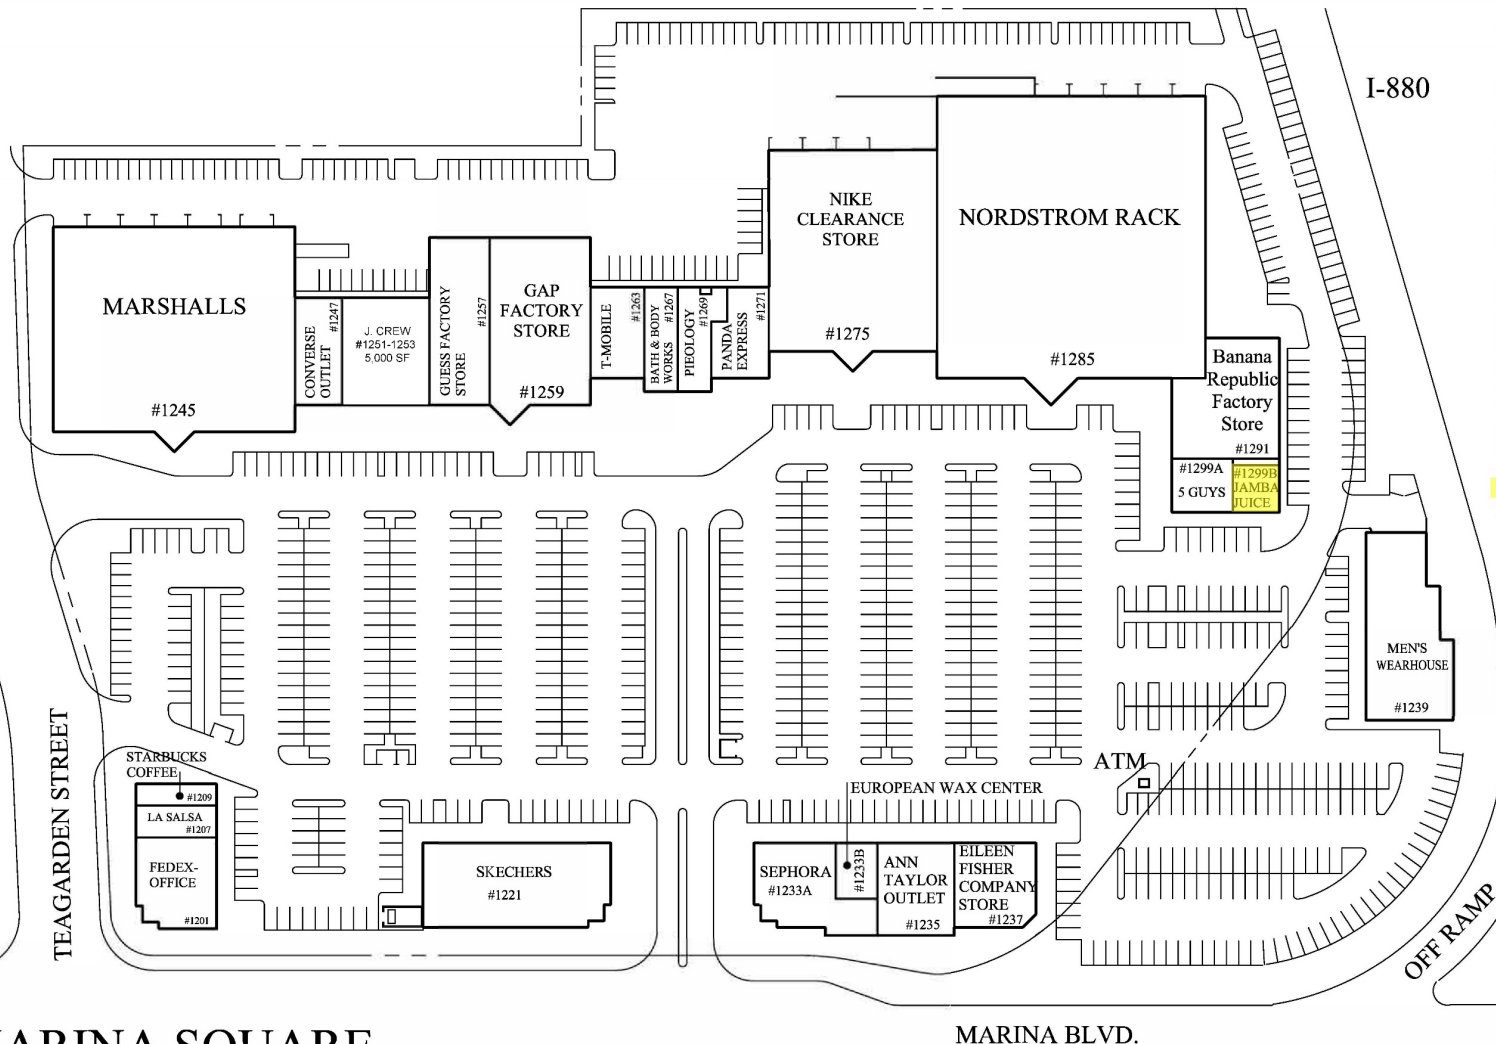 I-880
NORDSTROM RACK
#1285
NIKE
CLEARANCE
STORE
#1275
MARSHALLS
#1245
CONVERSE
OUTLET
#1247
J. CREW
#1251-1253
5,000 SF
GUESS FACTORY
STORE
#1257
GAP
FACTORY
STORE
#1259
T-MOBILE
#1263
BATH & BODY
WORKS
#1267
PIEOLOGY
#1269
PANDA
EXPRESS
#1271
Banana
Republic
Factory
Store
#1291
#1299A
5 GUYS
#1299B
JAMBA
JUICE
MEN'S
WEARHOUSE
#1239
ATM
TEAGARDEN STREET
STARBUCKS
COFFEE
#1209
LA SALSA
#1207
FEDEX-
OFFICE
#1201
SKECHERS
#1221
EUROPEAN WAX CENTER
SEPHORA
#1233A
#1233B
ANN
TAYLOR
OUTLET
#1235
EILEEN
FISHER
COMPANY
STORE
#1237
OFF RAMP
MARINA BLVD.
MARINA SQUARE